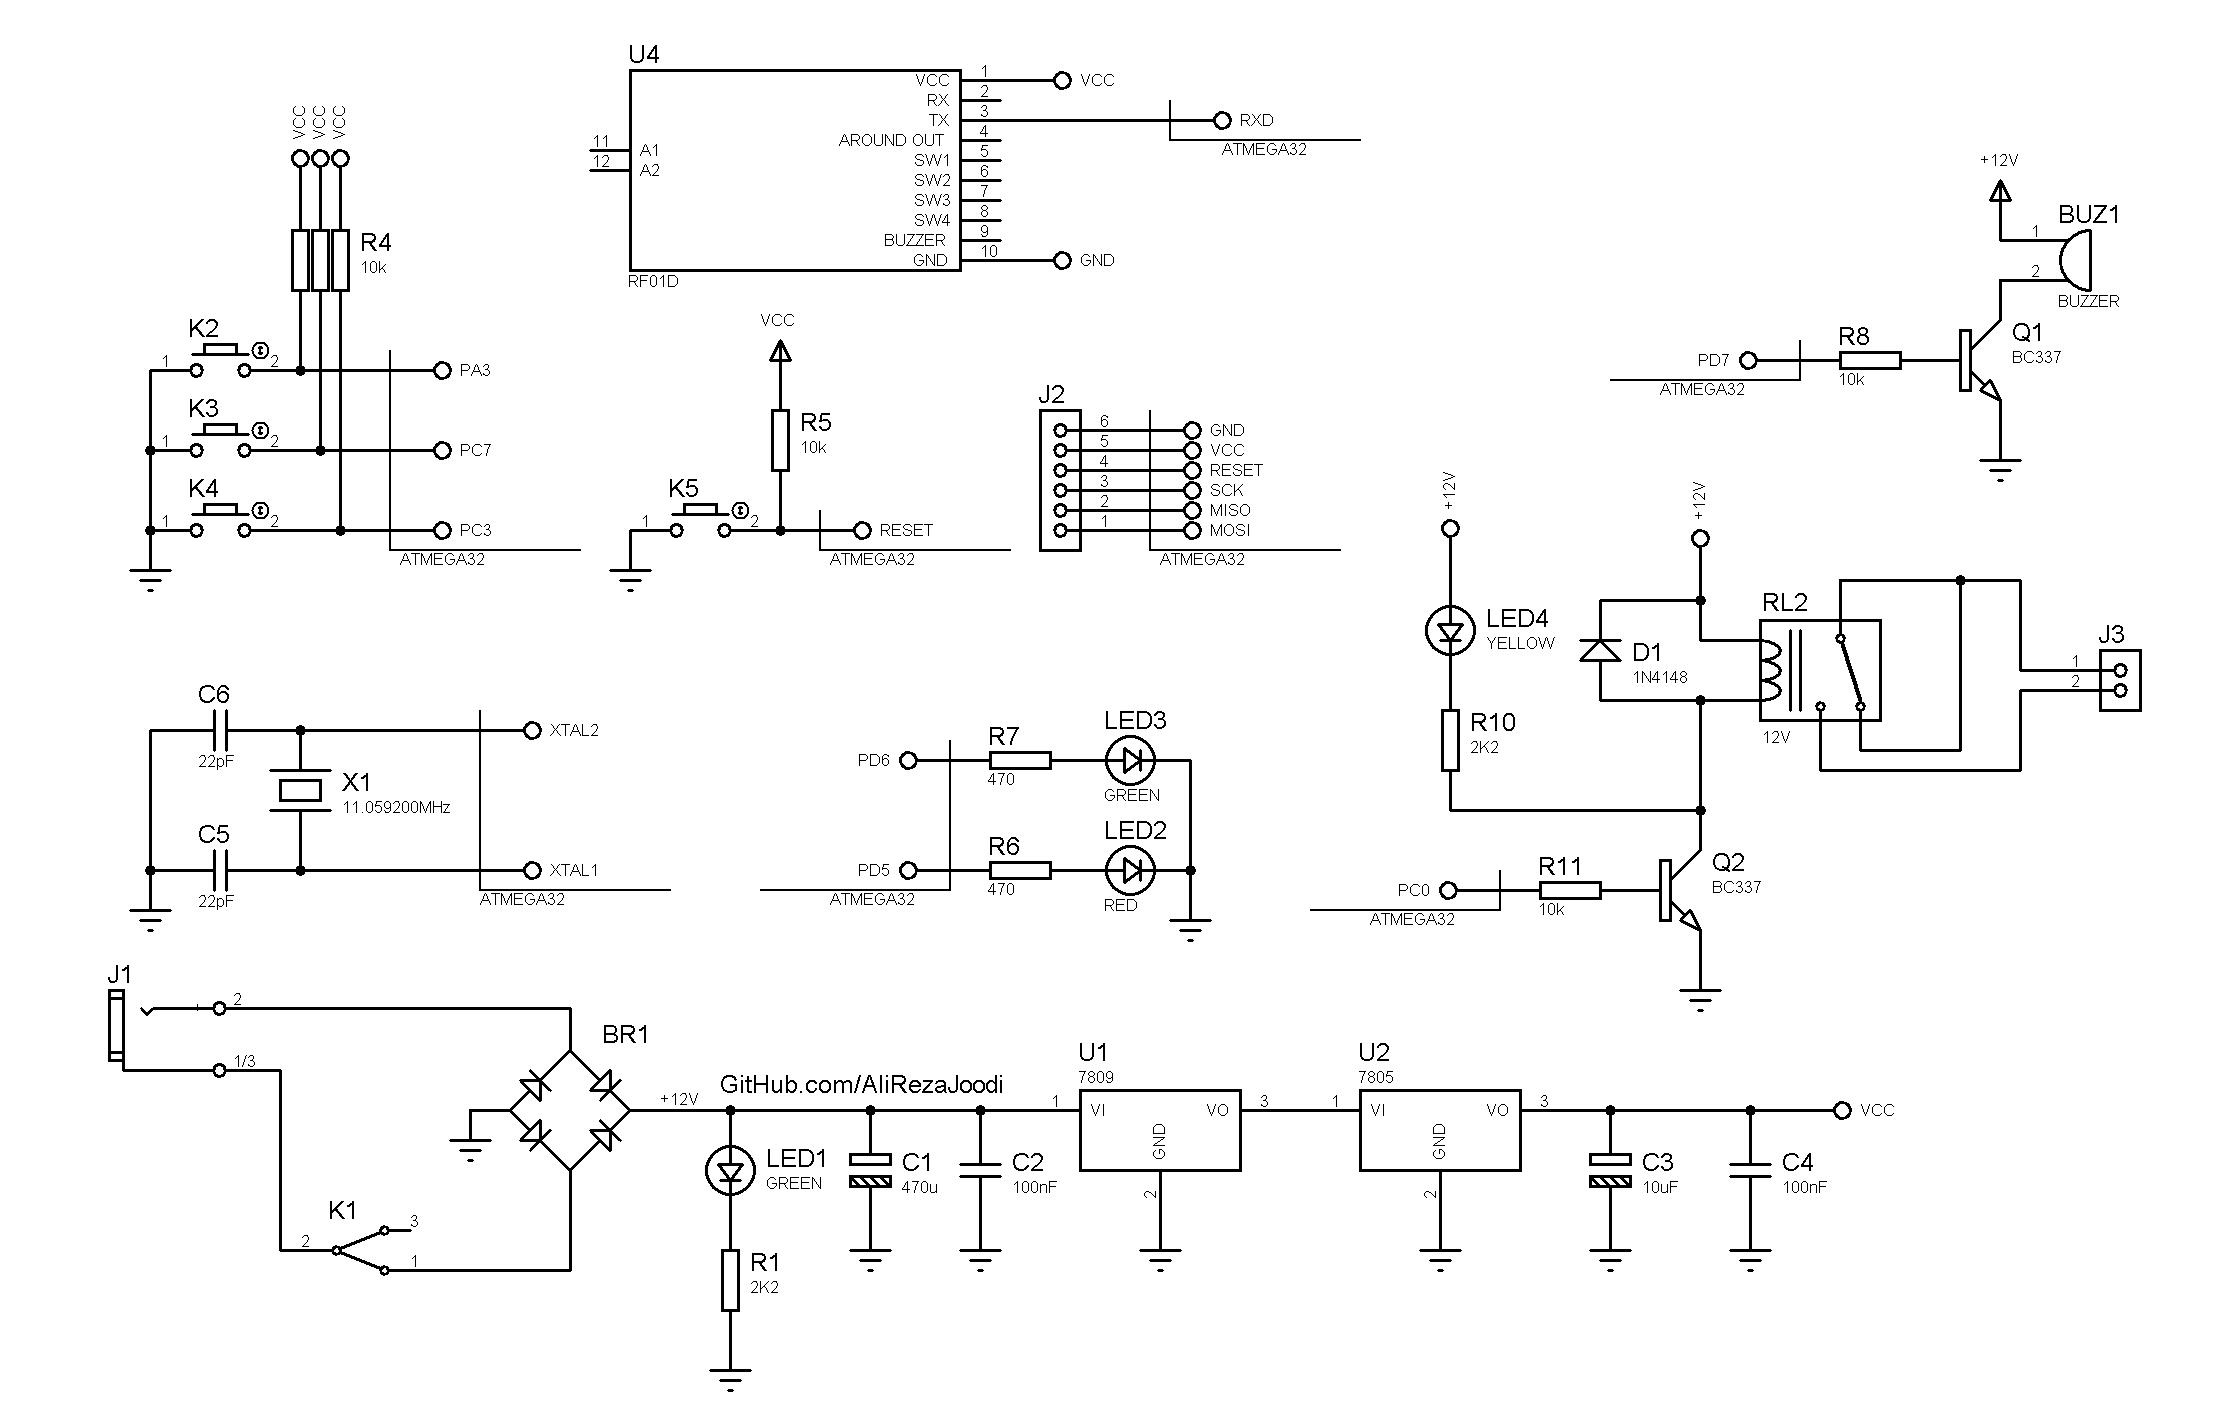 U4
VCC
1
VCC
RX
2
TX
3
RXD
ATMEGA32
AROUND OUT
4
SW1
5
SW2
6
SW3
7
SW4
8
BUZZER
9
GND
10
GND
11
A1
12
A2
RF01D
VCC
VCC
VCC
R4
10k
K2
1
2
PA3
K3
1
2
PC7
K4
1
2
PC3
ATMEGA32
VCC
R5
10k
K5
1
2
RESET
ATMEGA32
J2
6
GND
5
VCC
4
RESET
3
SCK
2
MISO
1
MOSI
ATMEGA32
+12V
BUZ1
1
2
BUZZER
Q1
BC337
R8
10k
PD7
ATMEGA32
+12V
LED4
YELLOW
R10
2K2
+12V
D1
1N4148
RL2
12V
J3
1
2
Q2
BC337
R11
10k
PC0
ATMEGA32
C6
22pF
XTAL2
X1
11.059200MHz
C5
22pF
XTAL1
ATMEGA32
PD6
R7
470
LED3
GREEN
PD5
R6
470
LED2
RED
ATMEGA32
J1
+
2
1/3
K1
2
3
1
BR1
+12V
GitHub.com/AliRezaJoodi
LED1
GREEN
R1
2K2
C1
470u
C2
100nF
U1
7809
1
VI
VO
3
GND
2
U2
7805
1
VI
VO
3
GND
2
C3
10uF
C4
100nF
VCC